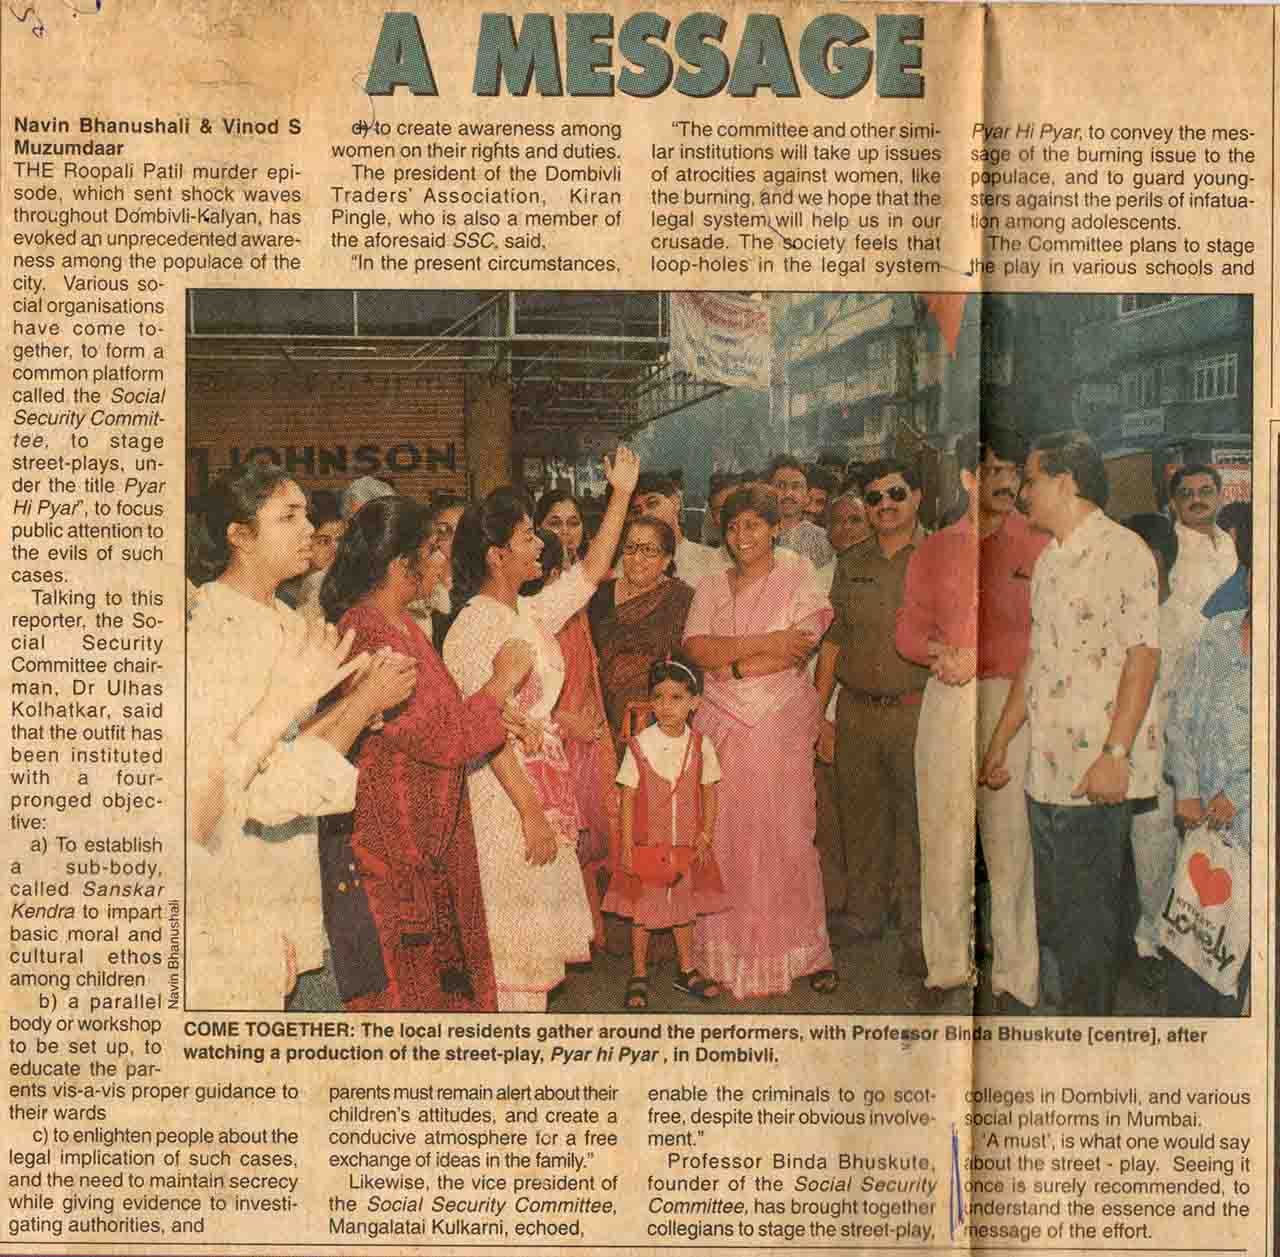 A MESSAGE
Navin Bhanushali & Vinod S
Muzumdaar
THE Roopali Patil murder epi-
sode, which sent shock waves
throughout Dombivli-Kalyan, has
evoked an unprecedented aware-
ness among the populace of the
city. Various so-
cial organisations
have come to-
gether, to form a
common platform
called the Social
Security Commit-
tee, to stage
street-plays, un-
der the title Pyar
Hi Pyar', to focus
public attention to
the evils of such
cases.
Talking to this
reporter, the So-
cial Security
Committee chair-
man, Dr Ulhas
Kolhatkar, said
that the outfit has
been instituted
with a four-
pronged objec-
tive:
a) To establish
a sub-body,
called Sanskar
Kendra to impart
basic moral and
cultural ethos
among children
b) a parallel
body or workshop
to be set up, to
educate the par-
ents vis-a-vis proper guidance to
their wards
c) to enlighten people about the
legal implication of such cases,
and the need to maintain secrecy
while giving evidence to investi-
gating authorities, and
d) to create awareness among
women on their rights and duties.
The president of the Dombivli
Traders' Association, Kiran
Pingle, who is also a member of
the aforesaid SSC, said,
"In the present circumstances,
parents must remain alert about their
children's attitudes, and create a
conducive atmosphere for a free
exchange of ideas in the family."
Likewise, the vice president of
the Social Security Committee,
Mangalatai Kulkarni, echoed,
"The committee and other simi-
lar institutions will take up issues
of atrocities against women, like
the burning, and we hope that the
legal system will help us in our
crusade. The society feels that
loop-holes in the legal system
enable the criminals to go scot-
free, despite their obvious involve-
ment."
Professor Binda Bhuskute,
founder of the Social Security
Committee, has brought together
collegians to stage the street-play,
Pyar Hi Pyar, to convey the mes-
sage of the burning issue to the
populace, and to guard young-
sters against the perils of infatua-
tion among adolescents.
The Committee plans to stage
the play in various schools and
colleges in Dombivli, and various
social platforms in Mumbai.
'A must', is what one would say
about the street - play. Seeing it
once is surely recommended, to
understand the essence and the
message of the effort.
JOHNSON
Lovely
Navin Bhanushali
COME TOGETHER: The local residents gather around the performers, with Professor Binda Bhuskute [centre], after
watching a production of the street-play, Pyar hi Pyar , in Dombivli.